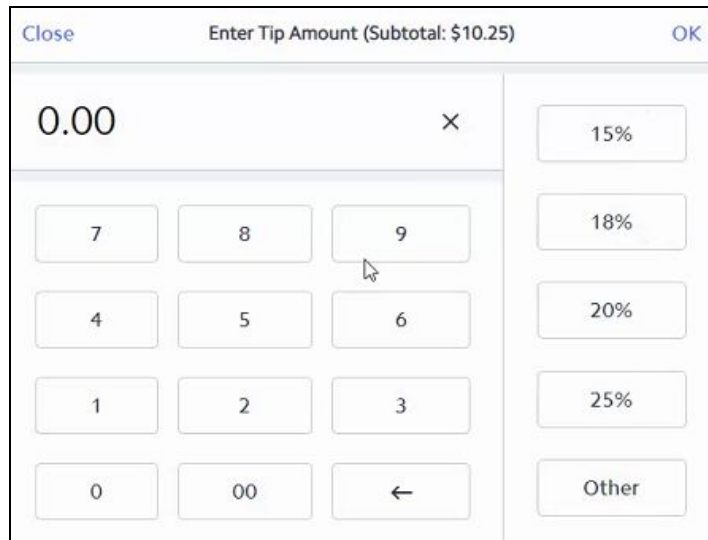 Close Enter Tip Amount (Subtotal: $10.25) OK
0.00 ×
15%
7 8 9
18%
4 5 6
20%
1 2 3
25%
0 00 ←
Other